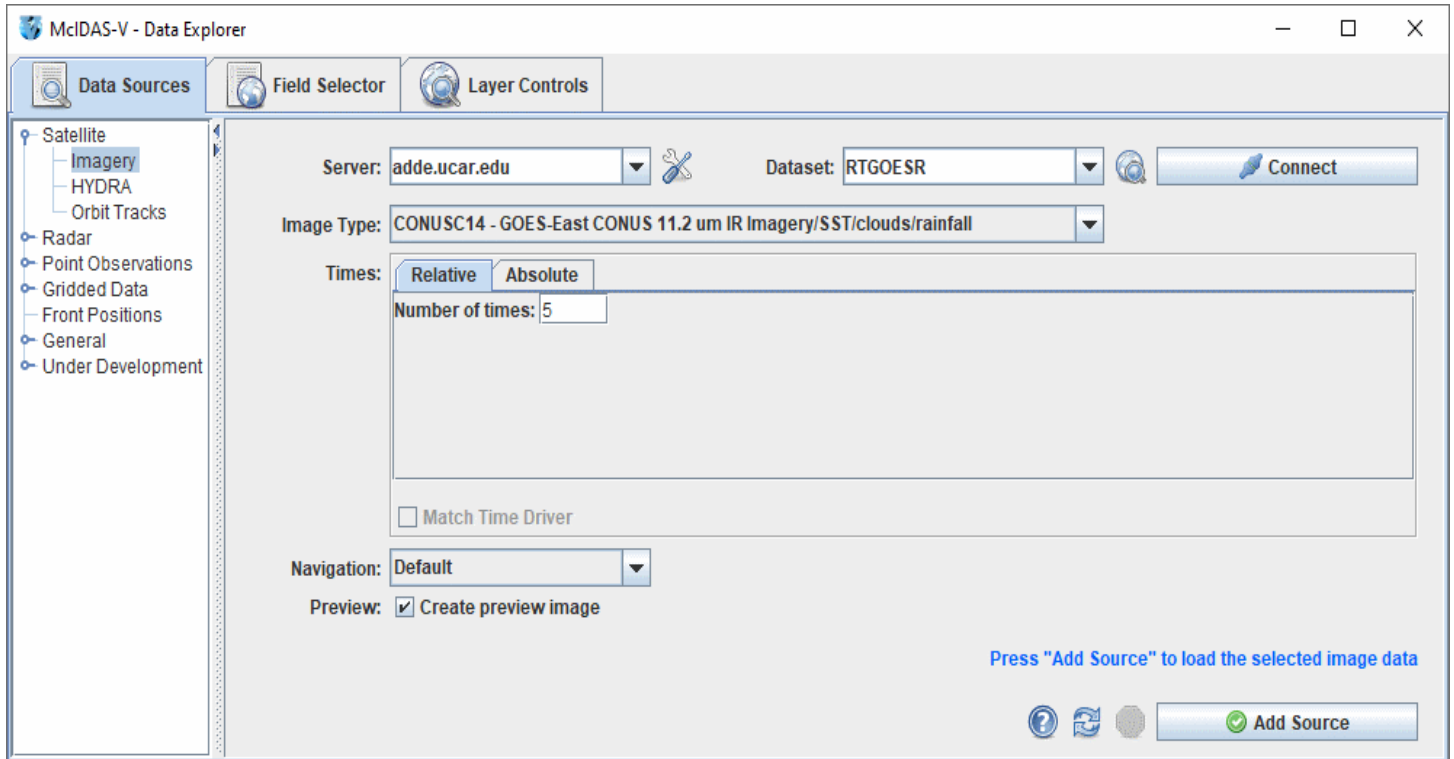 McIDAS-V - Data Explorer
Data Sources
Field Selector
Layer Controls
Satellite
Imagery
HYDRA
Orbit Tracks
Radar
Point Observations
Gridded Data
Front Positions
General
Under Development
Server: adde.ucar.edu Dataset: RTGOESR Connect
Image Type: CONUSC14 - GOES-East CONUS 11.2 um IR Imagery/SST/clouds/rainfall
Times: Relative Absolute
Number of times: 5
Match Time Driver
Navigation: Default
Preview: Create preview image
Press "Add Source" to load the selected image data
? Add Source